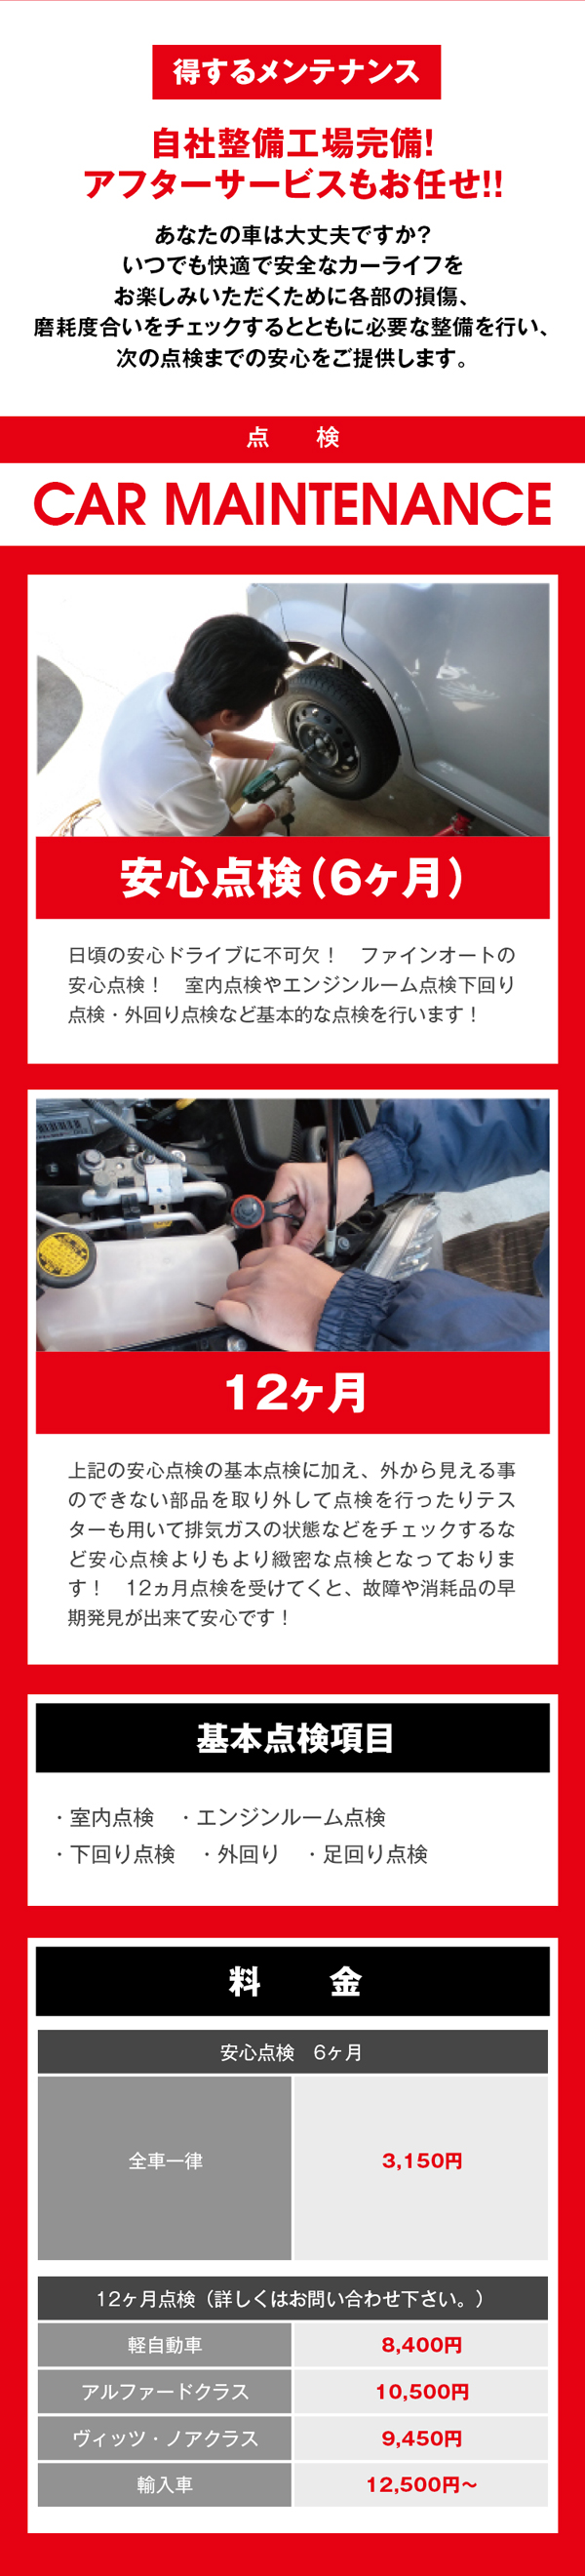 得するメンテナンス
自社整備工場完備!
アフターサービスもお任せ!!
あなたの車は大丈夫ですか?
いつでも快適で安全なカーライフを
お楽しみいただくために各部の損傷、
磨耗度合いをチェックするとともに必要な整備を行い、
次の点検までの安心をご提供します。
点　検
CAR MAINTENANCE
安心点検(6ヶ月)
日頃の安心ドライブに不可欠！　ファインオートの
安心点検！　室内点検やエンジンルーム点検下回り
点検・外回り点検など基本的な点検を行います！
12ヶ月
上記の安心点検の基本点検に加え、外から見える事
のできない部品を取り外して点検を行ったりテス
ターも用いて排気ガスの状態などをチェックするな
ど安心点検よりもより緻密な点検となっておりま
す！　12ヵ月点検を受けてくと、故障や消耗品の早
期発見が出来て安心です！
基本点検項目
・室内点検　・エンジンルーム点検
・下回り点検　・外回り　・足回り点検
料　金
安心点検　6ヶ月
全車一律　3,150円
12ヶ月点検（詳しくはお問い合わせ下さい。）
軽自動車　8,400円
アルファードクラス　10,500円
ヴィッツ・ノアクラス　9,450円
輸入車　12,500円〜